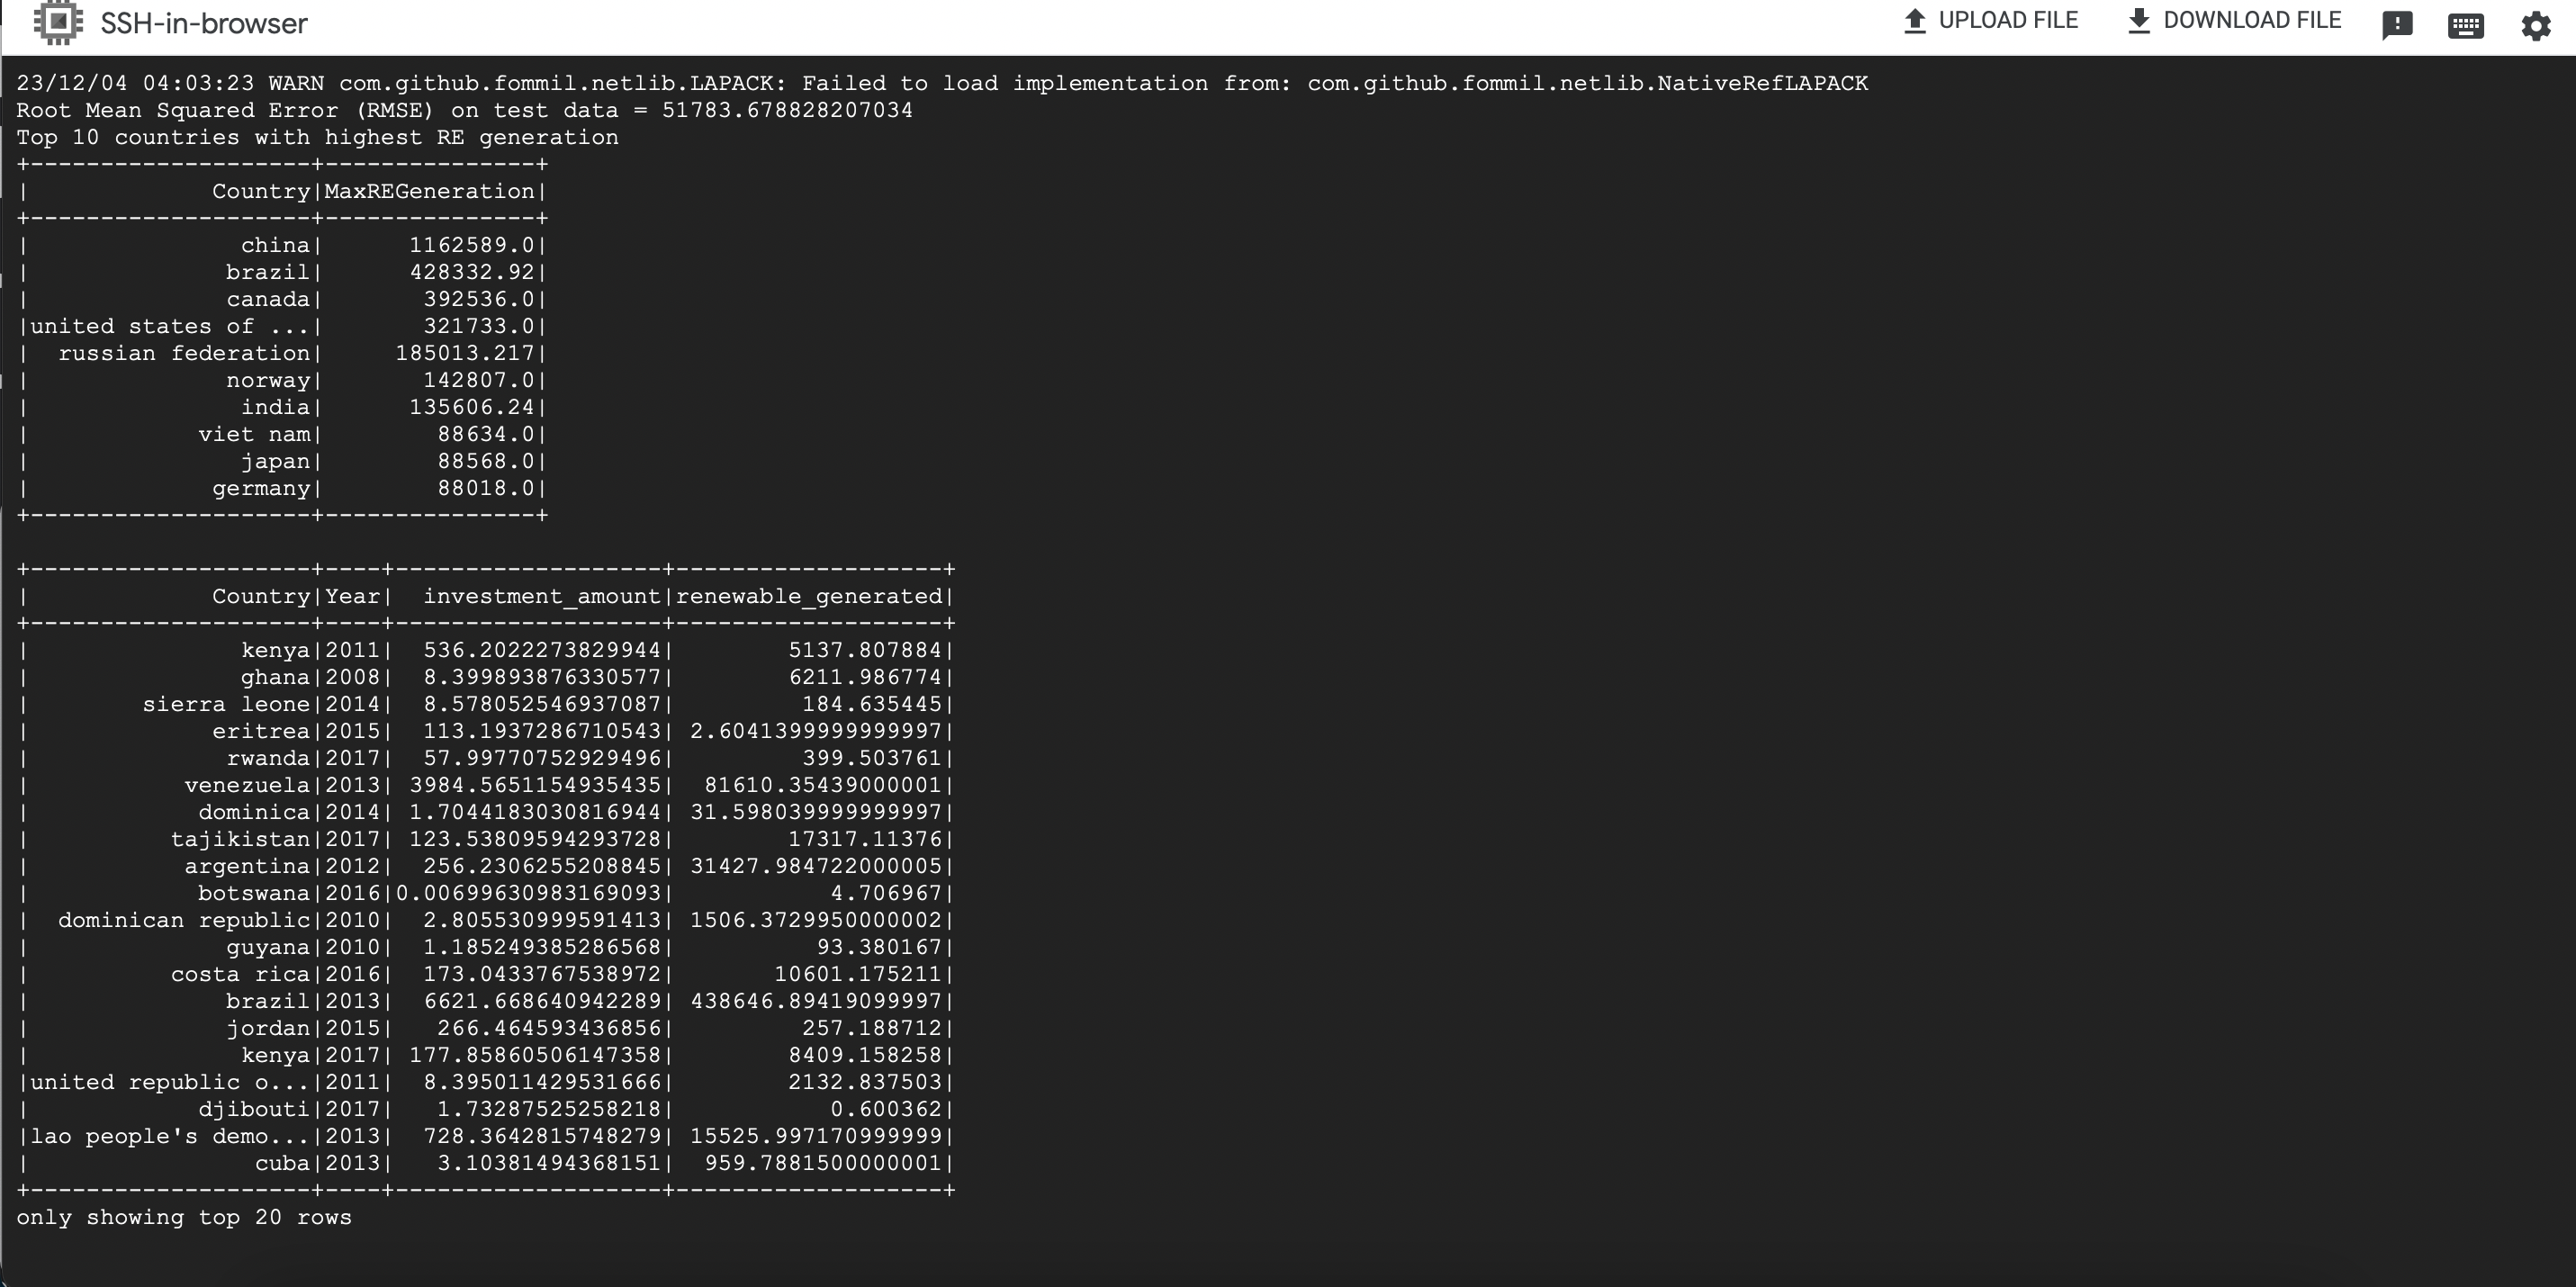 SSH-in-browser
UPLOAD FILE
DOWNLOAD FILE
23/12/04 04:03:23 WARN com.github.fommil.netlib.LAPACK: Failed to load implementation from: com.github.fommil.netlib.NativeRefLAPACK
Root Mean Squared Error (RMSE) on test data = 51783.678828207034
Top 10 countries with highest RE generation
+--------------------+---------------+
|             Country|MaxREGeneration|
+--------------------+---------------+
|               china|      1162589.0|
|              brazil|      428332.92|
|              canada|       392536.0|
|united states of ...|       321733.0|
|  russian federation|     185013.217|
|              norway|       142807.0|
|               india|      135606.24|
|            viet nam|        88634.0|
|               japan|        88568.0|
|             germany|        88018.0|
+--------------------+---------------+
+--------------------+----+-------------------+-------------------+
|             Country|Year|  investment_amount|renewable_generated|
+--------------------+----+-------------------+-------------------+
|               kenya|2011|  536.2022273829944|        5137.807884|
|               ghana|2008|  8.399893876330577|        6211.986774|
|        sierra leone|2014|  8.578052546937087|         184.635445|
|             eritrea|2015|  113.1937286710543| 2.6041399999999997|
|              rwanda|2017|  57.99770752929496|         399.503761|
|           venezuela|2013| 3984.5651154935435|  81610.35439000001|
|            dominica|2014| 1.7044183030816944| 31.598039999999997|
|          tajikistan|2017| 123.53809594293728|        17317.11376|
|           argentina|2012|  256.2306255208845| 31427.984722000005|
|            botswana|2016|0.00699630983169093|           4.706967|
|  dominican republic|2010|  2.805530999591413| 1506.3729950000002|
|              guyana|2010|  1.185249385286568|          93.380167|
|          costa rica|2016|  173.0433767538972|       10601.175211|
|              brazil|2013|  6621.668640942289| 438646.89419099997|
|              jordan|2015|   266.464593436856|         257.188712|
|               kenya|2017| 177.85860506147358|        8409.158258|
|united republic o...|2011|  8.395011429531666|        2132.837503|
|            djibouti|2017|   1.73287525258218|           0.600362|
|lao people's demo...|2013|  728.3642815748279| 15525.997170999999|
|                cuba|2013|   3.10381494368151|  959.7881500000001|
+--------------------+----+-------------------+-------------------+
only showing top 20 rows